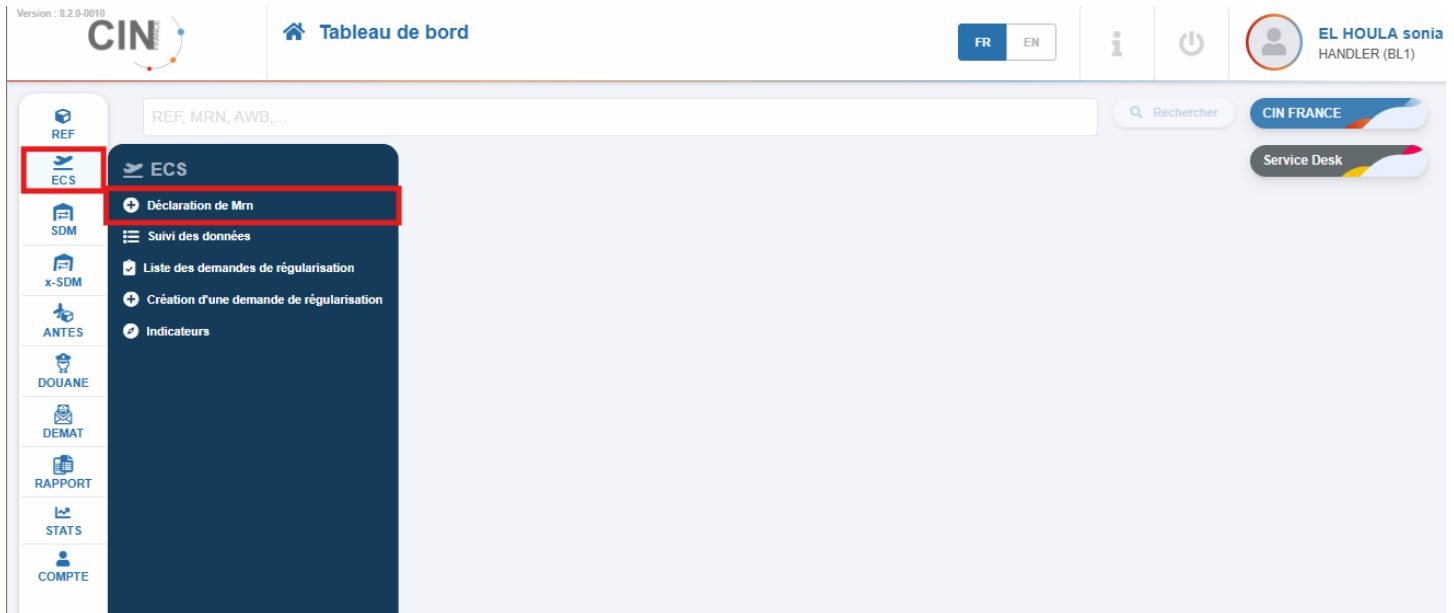 Version : 8.2.0-0010
CIN FRANCE
Tableau de bord
FR EN
EL HOULA sonia
HANDLER (BL1)
REF, MRN, AWB,...
Rechercher
CIN FRANCE
Service Desk
REF
ECS
SDM
x-SDM
ANTES
DOUANE
DEMAT
RAPPORT
STATS
COMPTE
ECS
Déclaration de Mrn
Suivi des données
Liste des demandes de régularisation
Création d'une demande de régularisation
Indicateurs